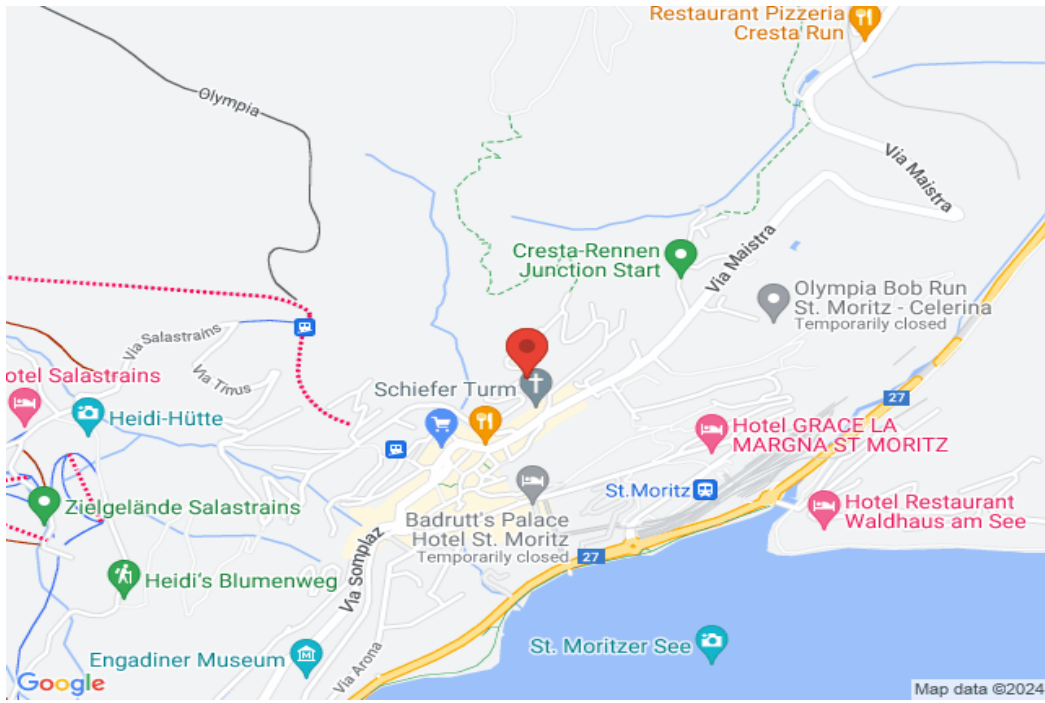 Restaurant Pizzeria
Cresta Run
Olympia
Via Maistra
Cresta-Rennen
Junction Start
Via Maistra
Olympia Bob Run
St. Moritz - Celerina
Temporarily closed
Via Salastrains
Via Tinus
otel Salastrains
Schiefer Turm
Heidi-Hütte
27
Hotel GRACE LA
MARGNA ST MORITZ
St.Moritz
Zielgelände Salastrains
Badrutt's Palace
Hotel St. Moritz
Temporarily closed
Hotel Restaurant
Waldhaus am See
27
Via Somplaz
Heidi's Blumenweg
St. Moritzer See
Engadiner Museum
Via Arona
Google
Map data ©2024